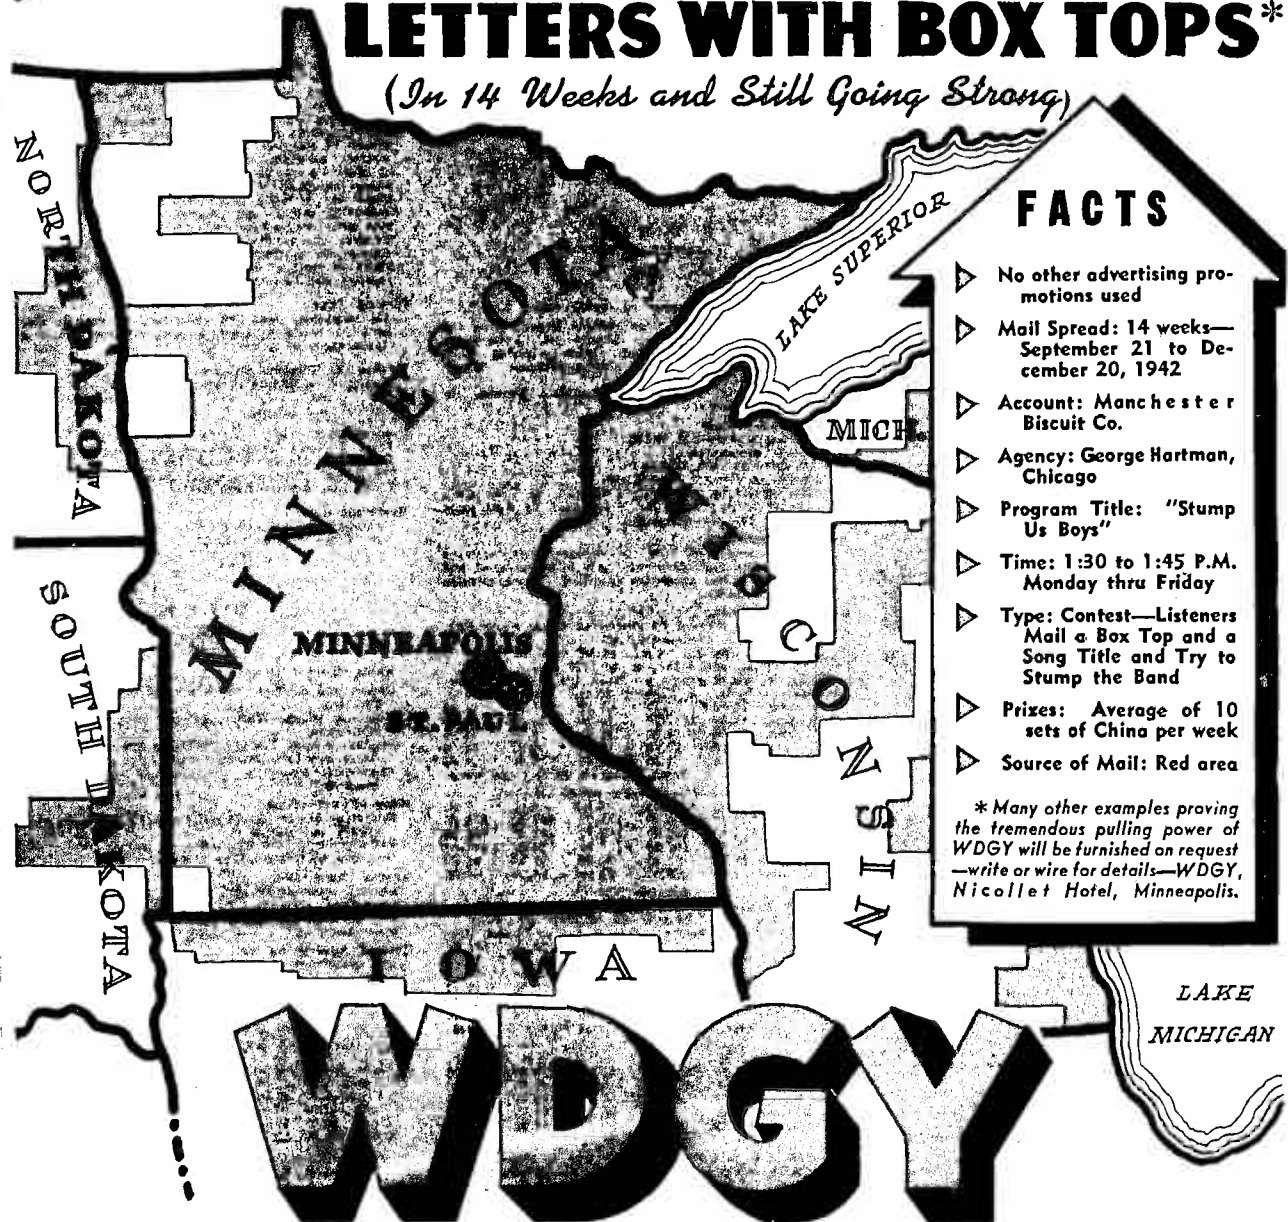 LETTERS WITH BOX TOPS*
(In 14 Weeks and Still Going Strong)
FACTS
No other advertising pro-
motions used
Mail Spread: 14 weeks—
September 21 to De-
cember 20, 1942
Account: Manchester
Biscuit Co.
Agency: George Hartman,
Chicago
Program Title: "Stump
Us Boys"
Time: 1:30 to 1:45 P.M.
Monday thru Friday
Type: Contest—Listeners
Mail a Box Top and a
Song Title and Try to
Stump the Band
Prizes: Average of 10
sets of China per week
Source of Mail: Red area
* Many other examples proving
the tremendous pulling power of
WDGY will be furnished on request
—write or wire for details—WDGY,
Nicollet Hotel, Minneapolis.
NORTH DAKOTA
SOUTH DAKOTA
MINNESOTA
MINNEAPOLIS
ST. PAUL
LAKE SUPERIOR
MICH.
WISCONSIN
IOWA
LAKE
MICHIGAN
WDGY